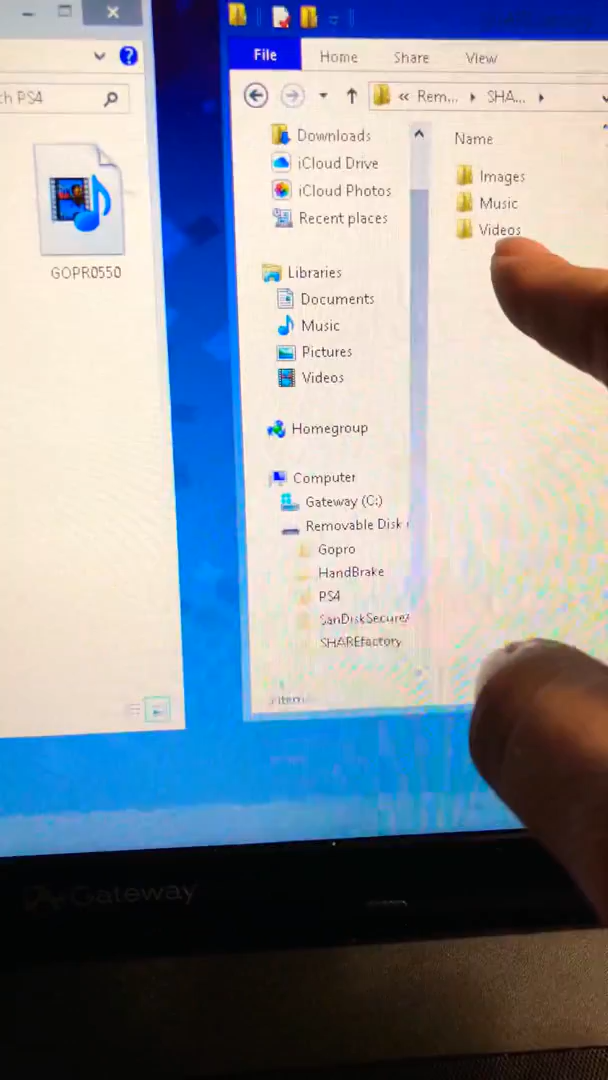 ch PS4
GOPR0550
File
Home
Share
View
« Rem...
SHA...
Downloads
iCloud Drive
iCloud Photos
Recent places
Libraries
Documents
Music
Pictures
Videos
Homegroup
Computer
Gateway (C:)
Removable Disk
Gopro
HandBrake
PS4
SanDiskSecure
SHAREfactory
Name
Images
Music
Videos
item
Gateway